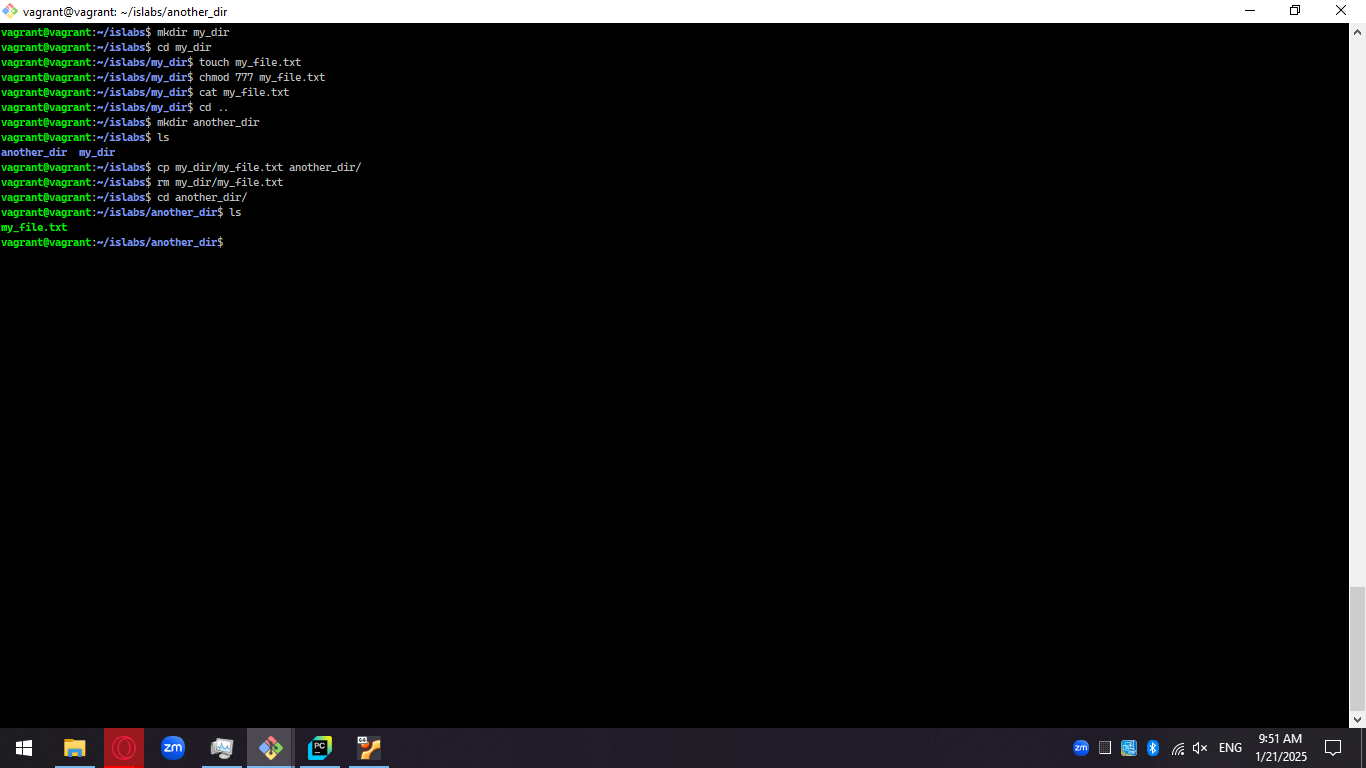 vagrant@vagrant: ~/islabs/another_dir
vagrant@vagrant:~/islabs$ mkdir my_dir
vagrant@vagrant:~/islabs$ cd my_dir
vagrant@vagrant:~/islabs/my_dir$ touch my_file.txt
vagrant@vagrant:~/islabs/my_dir$ chmod 777 my_file.txt
vagrant@vagrant:~/islabs/my_dir$ cat my_file.txt
vagrant@vagrant:~/islabs/my_dir$ cd ..
vagrant@vagrant:~/islabs$ mkdir another_dir
vagrant@vagrant:~/islabs$ ls
another_dir  my_dir
vagrant@vagrant:~/islabs$ cp my_dir/my_file.txt another_dir/
vagrant@vagrant:~/islabs$ rm my_dir/my_file.txt
vagrant@vagrant:~/islabs$ cd another_dir/
vagrant@vagrant:~/islabs/another_dir$ ls
my_file.txt
vagrant@vagrant:~/islabs/another_dir$
zm
PC
64
zm
ENG
9:51 AM
1/21/2025